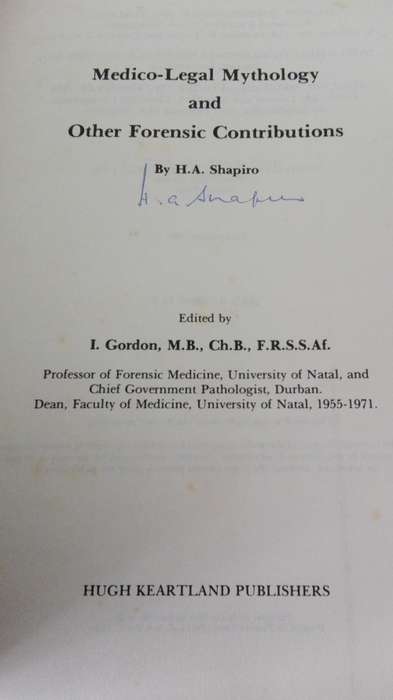 Medico-Legal Mythology
and
Other Forensic Contributions
By H.A. Shapiro
H.a Shapiro
Edited by
I. Gordon, M.B., Ch.B., F.R.S.S.Af.
Professor of Forensic Medicine, University of Natal, and
Chief Government Pathologist, Durban.
Dean, Faculty of Medicine, University of Natal, 1955-1971.
HUGH KEARTLAND PUBLISHERS